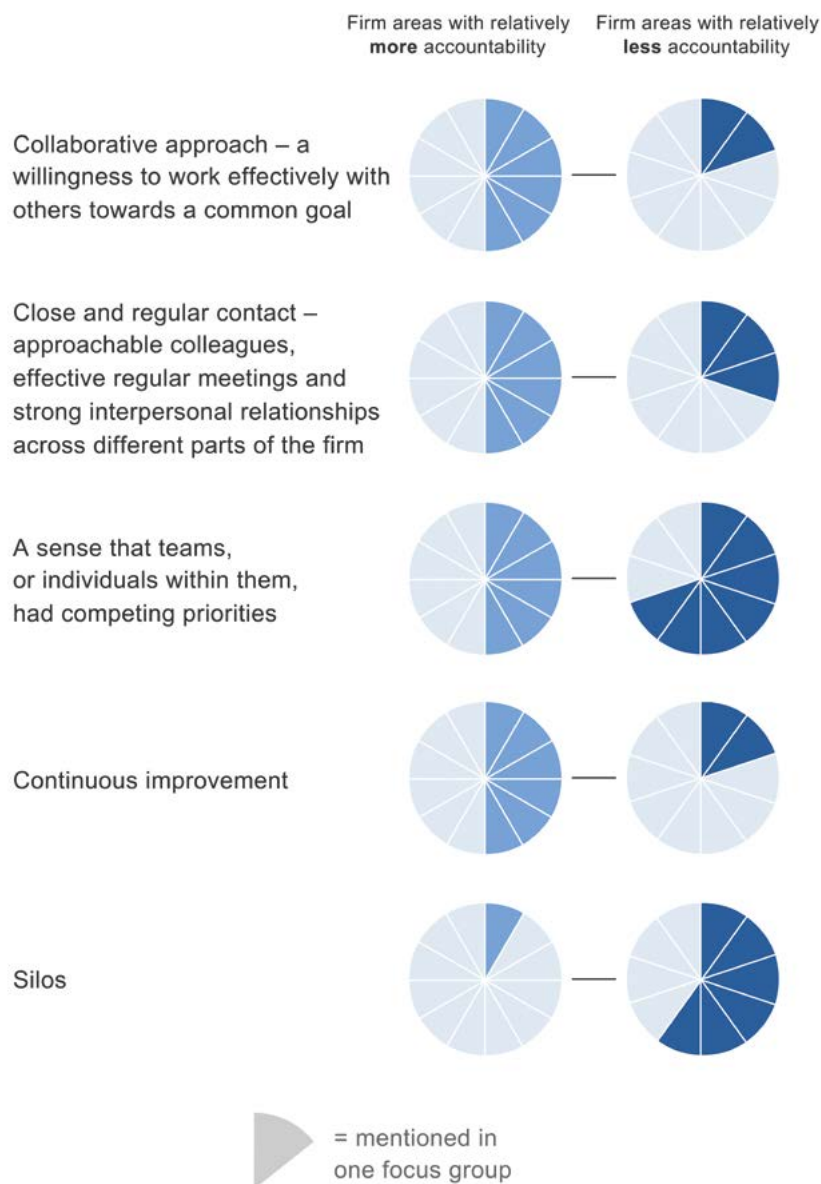 Firm areas with relatively
more accountability
Firm areas with relatively
less accountability
Collaborative approach – a
willingness to work effectively with
others towards a common goal
Close and regular contact –
approachable colleagues,
effective regular meetings and
strong interpersonal relationships
across different parts of the firm
A sense that teams,
or individuals within them,
had competing priorities
Continuous improvement
Silos
= mentioned in
one focus group